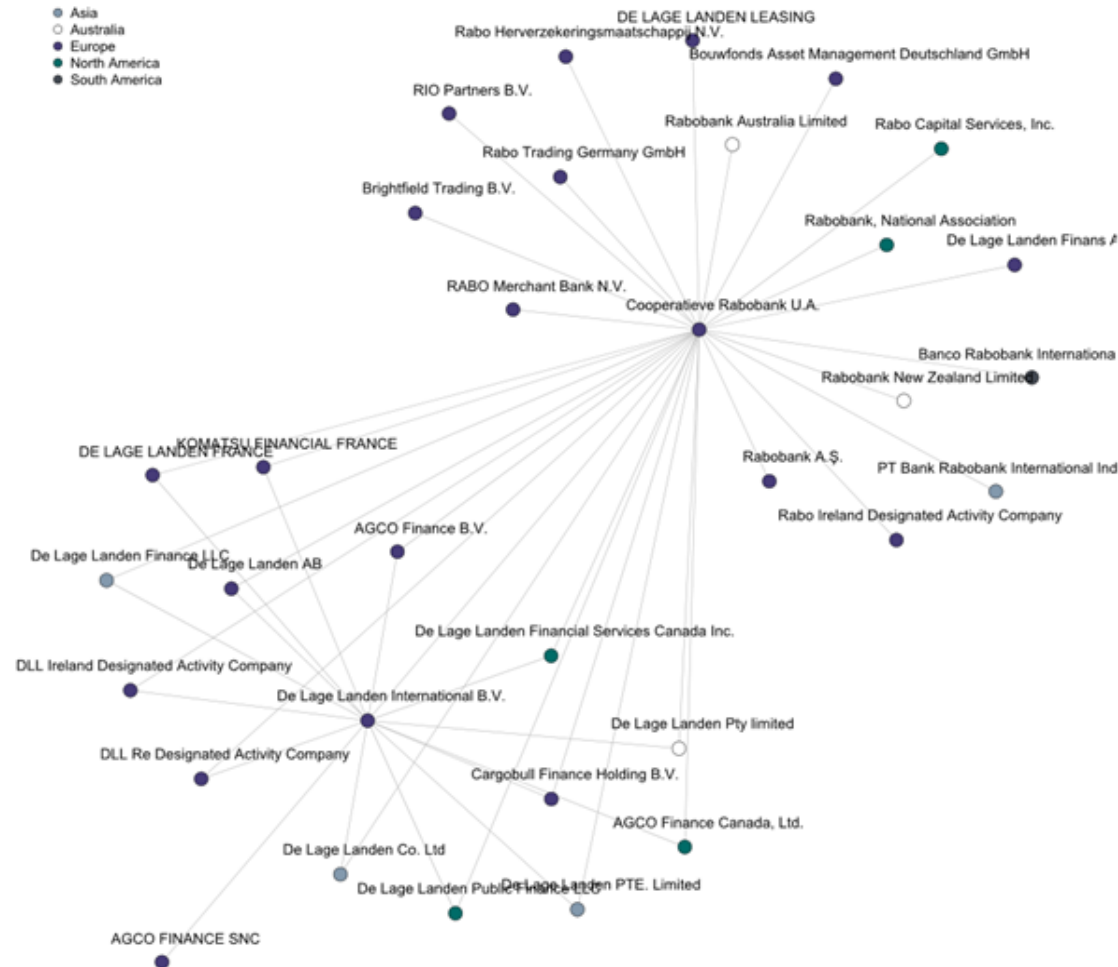 Asia
Australia
Europe
North America
South America
DE LAGE LANDEN LEASING
Rabo Herverzekeringsmaatschappij N.V.
Bouwfonds Asset Management Deutschland GmbH
RIO Partners B.V.
Rabobank Australia Limited
Rabo Capital Services, Inc.
Rabo Trading Germany GmbH
Brightfield Trading B.V.
Rabobank, National Association
De Lage Landen Finans A
RABO Merchant Bank N.V.
Cooperatieve Rabobank U.A.
Banco Rabobank Internationa
Rabobank New Zealand Limited
KOMATSU FINANCIAL FRANCE
DE LAGE LANDEN FRANCE
Rabobank A.Ş.
PT Bank Rabobank International Ind
Rabo Ireland Designated Activity Company
AGCO Finance B.V.
De Lage Landen Finance LLC
De Lage Landen AB
De Lage Landen Financial Services Canada Inc.
DLL Ireland Designated Activity Company
De Lage Landen International B.V.
De Lage Landen Pty limited
DLL Re Designated Activity Company
Cargobull Finance Holding B.V.
AGCO Finance Canada, Ltd.
De Lage Landen Co. Ltd
De Lage Landen Public Finance LLC
De Lage Landen PTE. Limited
AGCO FINANCE SNC